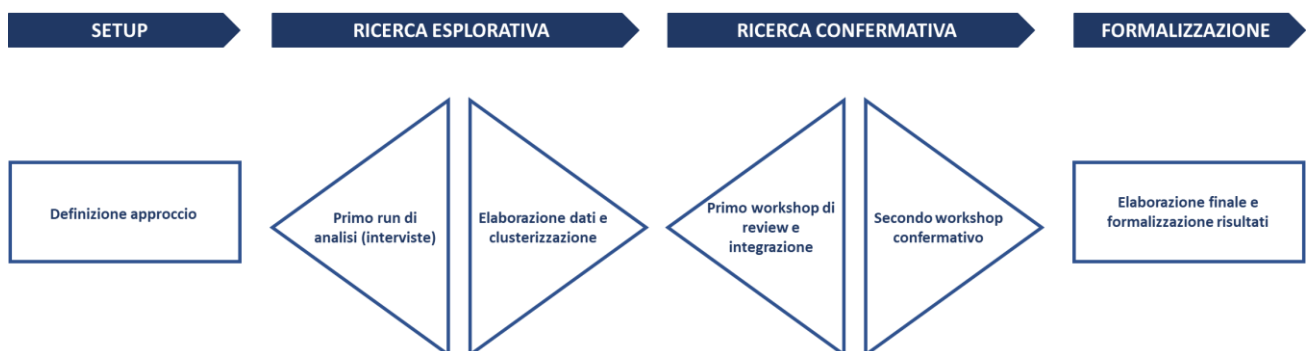 SETUP
RICERCA ESPLORATIVA
RICERCA CONFERMATIVA
FORMALIZZAZIONE
Definizione approccio
Primo run di
analisi (interviste)
Elaborazione dati e
clusterizzazione
Primo workshop di
review e
integrazione
Secondo workshop
confermativo
Elaborazione finale e
formalizzazione risultati